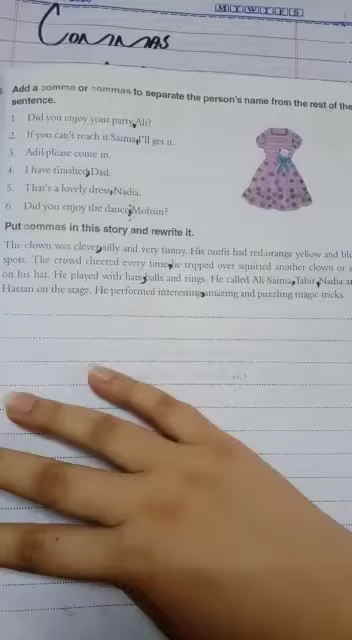 M T W T F S
Commas
Add a comma or commas to separate the person's name from the rest of the
sentence.
1. Did you enjoy your party, Ali?
2. If you can't reach it Saima, I'll get it.
3. Adil please come in.
4. I have finished, Dad.
5. That's a lovely dress, Nadia.
6. Did you enjoy the dance, Mohsin?
Put commas in this story and rewrite it.
The clown was clever, silly and very funny. His outfit had red orange yellow and
spots. The crowd cheered every time, he tripped over squirted another clown or
on his hat. He played with hats, balls and rings. He called Ali Saima, Tahir, Nadia
Hassan on the stage. He performed interesting, amazing and puzzling magic tricks.